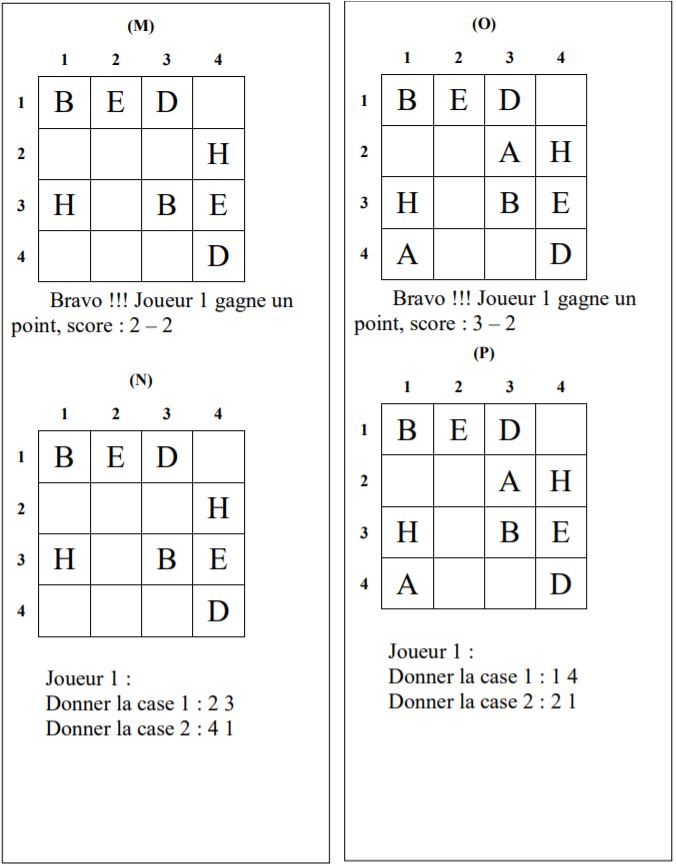 (M)
1 2 3 4
1 B E D
2 H
3 H B E
4 D
Bravo !!! Joueur 1 gagne un
point, score : 2 – 2
(N)
1 2 3 4
1 B E D
2 H
3 H B E
4 D
Joueur 1 :
Donner la case 1 : 2 3
Donner la case 2 : 4 1
(O)
1 2 3 4
1 B E D
2 A H
3 H B E
4 A D
Bravo !!! Joueur 1 gagne un
point, score : 3 – 2
(P)
1 2 3 4
1 B E D
2 A H
3 H B E
4 A D
Joueur 1 :
Donner la case 1 : 1 4
Donner la case 2 : 2 1